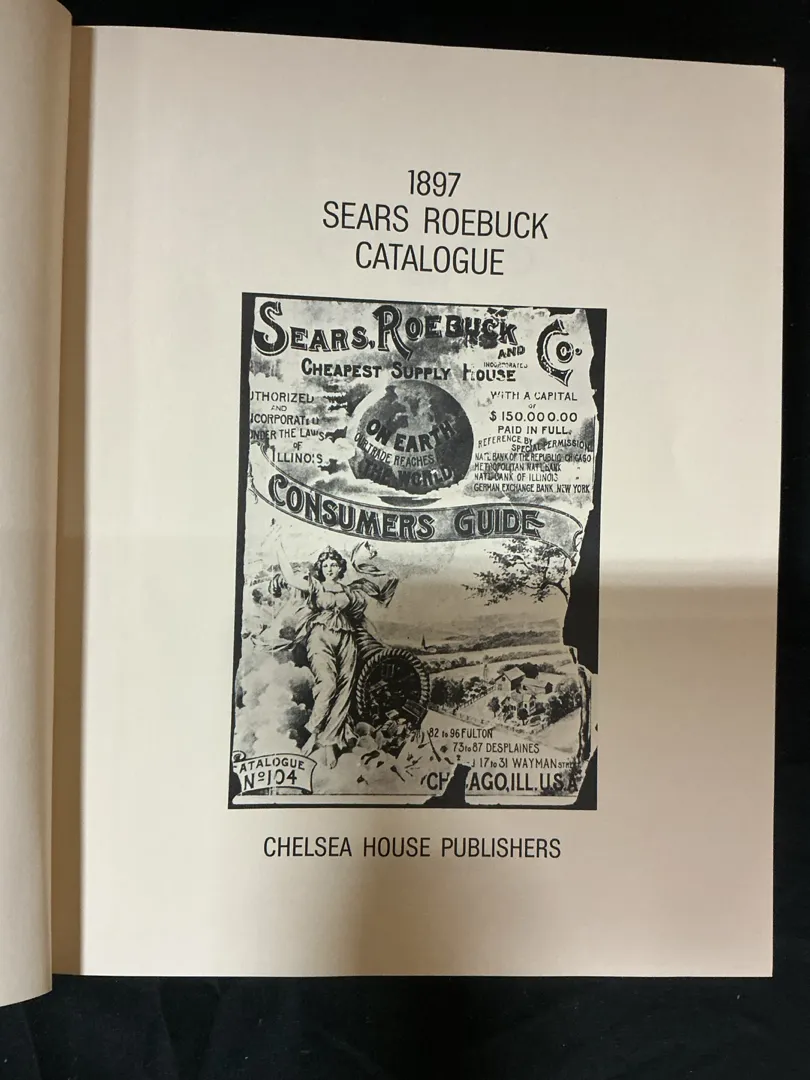 1897
SEARS ROEBUCK
CATALOGUE
SEARS, ROEBUCK AND Co.
INCORPORATED
CHEAPEST SUPPLY HOUSE
UTHORIZED
AND
CORPORATED
UNDER THE LAWS
OF
ILLINOIS
ON EARTH
OUR TRADE REACHES
THE WORLD
WITH A CAPITAL
OF
$150,000.00
PAID IN FULL.
REFERENCE BY
SPECIAL PERMISSION
NAT'L BANK OF THE REPUBLIC, CHICAGO
METROPOLITAN NAT'L BANK
NAT'L BANK OF ILLINOIS
GERMAN EXCHANGE BANK, NEW YORK
CONSUMERS GUIDE
82 to 96 FULTON
73 to 87 DESPLAINES
17 to 31 WAYMAN STS.
CH AGO, ILL. U.S.A
ATALOGUE
No 104
CHELSEA HOUSE PUBLISHERS